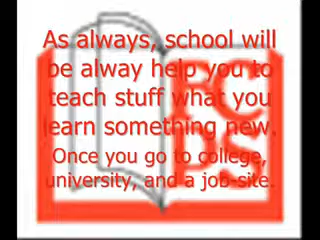 As always, school will
be alway help you to
teach stuff what you
learn something new.
Once you go to college,
university, and a job-site.